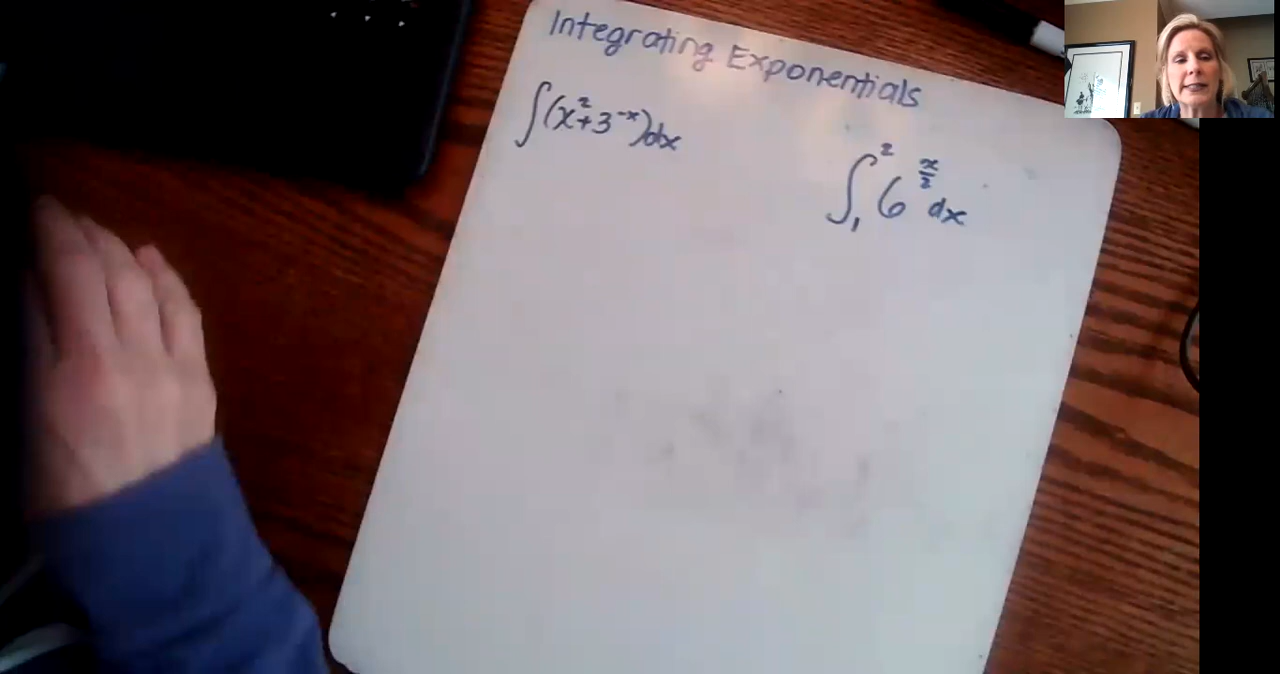 Integrating Exponentials
∫(x²+3⁻ˣ)dx
∫₁² 6^(x/2) dx